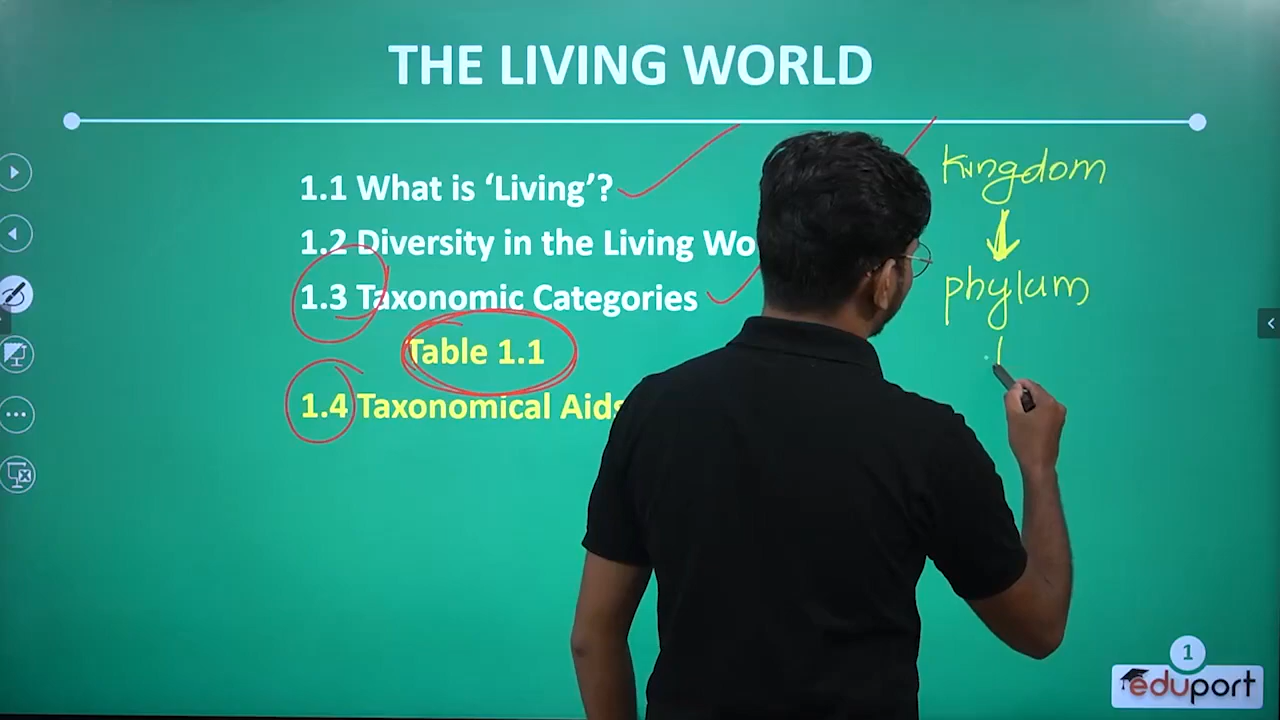 THE LIVING WORLD
1.1 What is ‘Living’?
1.2 Diversity in the Living Wo
1.3 Taxonomic Categories
Table 1.1
1.4 Taxonomical Aids
Kingdom
phylum
1
eduport